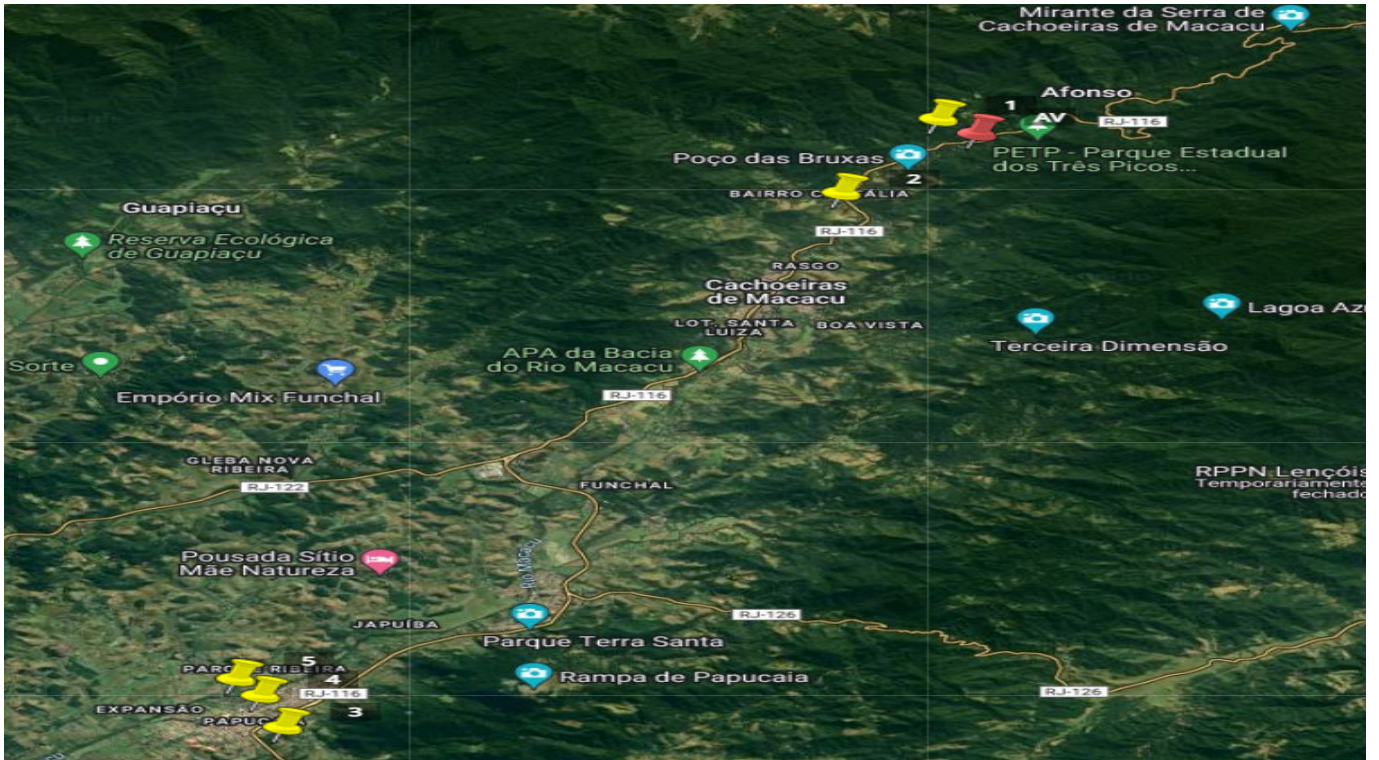 Mirante da Serra de
Cachoeiras de Macacu
Afonso
1
AV
RJ-116
PETP - Parque Estadual
dos Três Picos...
Poço das Bruxas
2
BAIRRO
ÁLIA
RJ-116
Guapiaçu
Reserva Ecológica
de Guapiaçu
RASGO
Cachoeiras
de Macacu
LOT. SANTA
LUIZA
BOA VISTA
Lagoa Azu
Terceira Dimensão
APA da Bacia
do Rio Macacu
Sorte
Empório Mix Funchal
RJ-116
GLEBA NOVA
RIBEIRA
RJ-122
FUNCHAL
RPPN Lençóis
Temporariamente
fechado
Rio Macacu
Pousada Sítio
Mãe Natureza
RJ-126
JAPUÍBA
Parque Terra Santa
5
4
RJ-116
Rampa de Papucaia
RJ-126
EXPANSÃO
3